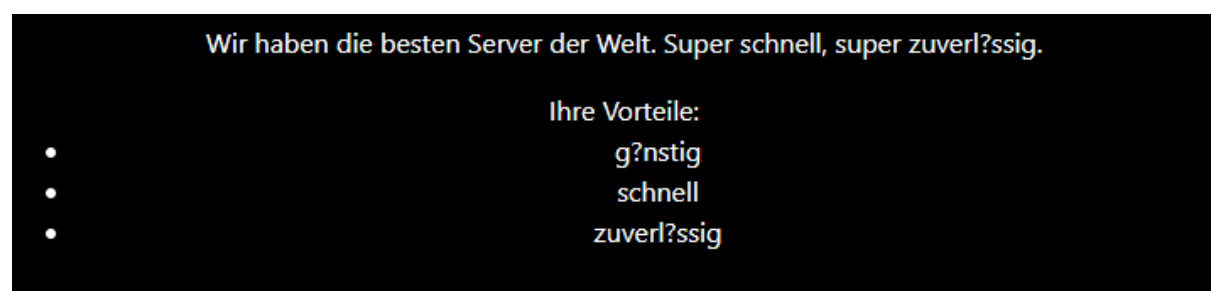 Wir haben die besten Server der Welt. Super schnell, super zuverl?ssig.
Ihre Vorteile:
• g?nstig
• schnell
• zuverl?ssig